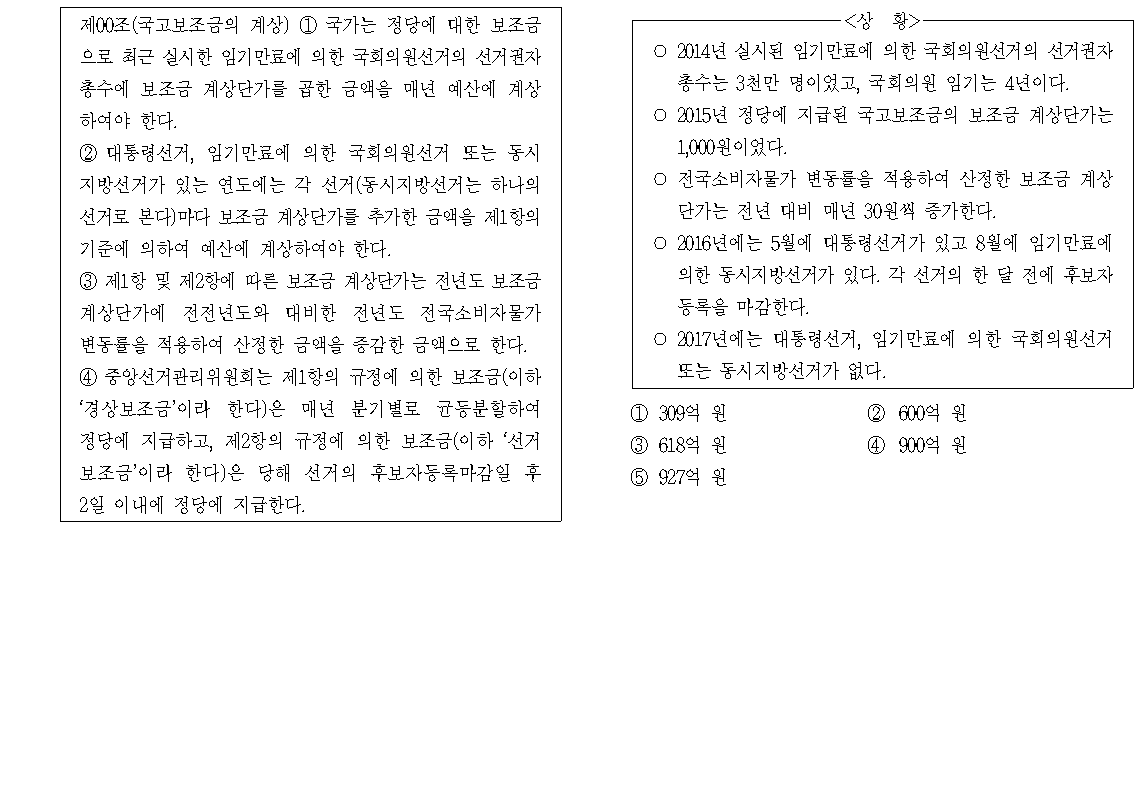 제00조(국고보조금의 계상) ① 국가는 정당에 대한 보조금
으로 최근 실시한 임기만료에 의한 국회의원선거의 선거권자
총수에 보조금 계상단가를 곱한 금액을 매년 예산에 계상
하여야 한다.
② 대통령선거, 임기만료에 의한 국회의원선거 또는 동시
지방선거가 있는 연도에는 각 선거(동시지방선거는 하나의
선거로 본다)마다 보조금 계상단가를 추가한 금액을 제1항의
기준에 의하여 예산에 계상하여야 한다.
③ 제1항 및 제2항에 따른 보조금 계상단가는 전년도 보조금
계상단가에 전전년도와 대비한 전년도 전국소비자물가
변동률을 적용하여 산정한 금액을 증감한 금액으로 한다.
④ 중앙선거관리위원회는 제1항의 규정에 의한 보조금(이하
‘경상보조금’이라 한다)은 매년 분기별로 균등분할하여
정당에 지급하고, 제2항의 규정에 의한 보조금(이하 ‘선거
보조금’이라 한다)은 당해 선거의 후보자등록마감일 후
2일 이내에 정당에 지급한다.
<상 황>
○ 2014년 실시된 임기만료에 의한 국회의원선거의 선거권자
총수는 3천만 명이었고, 국회의원 임기는 4년이다.
○ 2015년 정당에 지급된 국고보조금의 보조금 계상단가는
1,000원이었다.
○ 전국소비자물가 변동률을 적용하여 산정한 보조금 계상
단가는 전년 대비 매년 30원씩 증가한다.
○ 2016년에는 5월에 대통령선거가 있고 8월에 임기만료에
의한 동시지방선거가 있다. 각 선거의 한 달 전에 후보자
등록을 마감한다.
○ 2017년에는 대통령선거, 임기만료에 의한 국회의원선거
또는 동시지방선거가 없다.
① 309억 원 ② 600억 원
③ 618억 원 ④ 900억 원
⑤ 927억 원